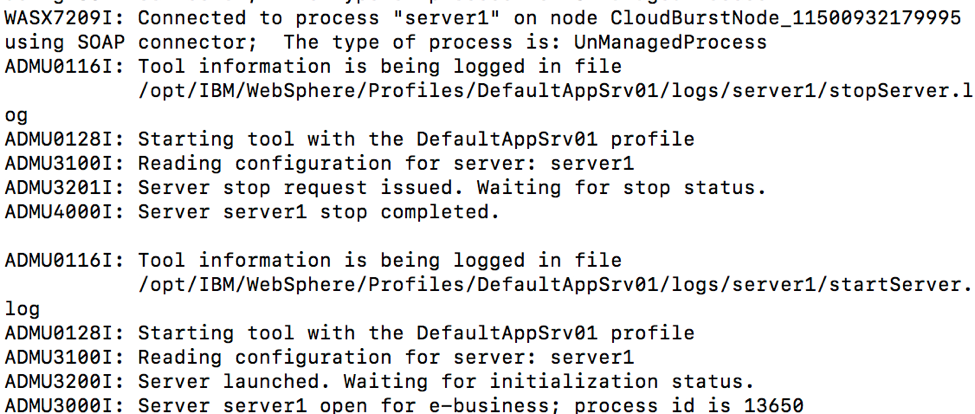 WASX7209I: Connected to process "server1" on node CloudBurstNode_11500932179995
using SOAP connector;  The type of process is: UnManagedProcess
ADMU0116I: Tool information is being logged in file
           /opt/IBM/WebSphere/Profiles/DefaultAppSrv01/logs/server1/stopServer.l
og
ADMU0128I: Starting tool with the DefaultAppSrv01 profile
ADMU3100I: Reading configuration for server: server1
ADMU3201I: Server stop request issued. Waiting for stop status.
ADMU4000I: Server server1 stop completed.

ADMU0116I: Tool information is being logged in file
           /opt/IBM/WebSphere/Profiles/DefaultAppSrv01/logs/server1/startServer.
log
ADMU0128I: Starting tool with the DefaultAppSrv01 profile
ADMU3100I: Reading configuration for server: server1
ADMU3200I: Server launched. Waiting for initialization status.
ADMU3000I: Server server1 open for e-business; process id is 13650